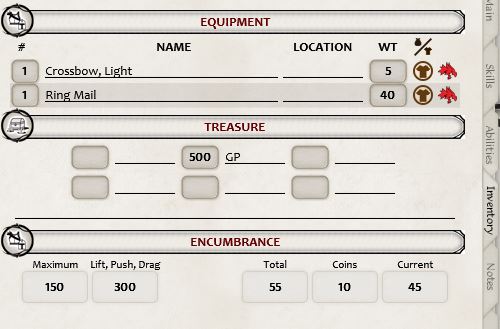 EQUIPMENT
# NAME LOCATION WT
1 Crossbow, Light 5
1 Ring Mail 40
TREASURE
500 GP
ENCUMBRANCE
Maximum Lift, Push, Drag Total Coins Current
150 300 55 10 45
Main
Skills
Abilities
Inventory
Notes